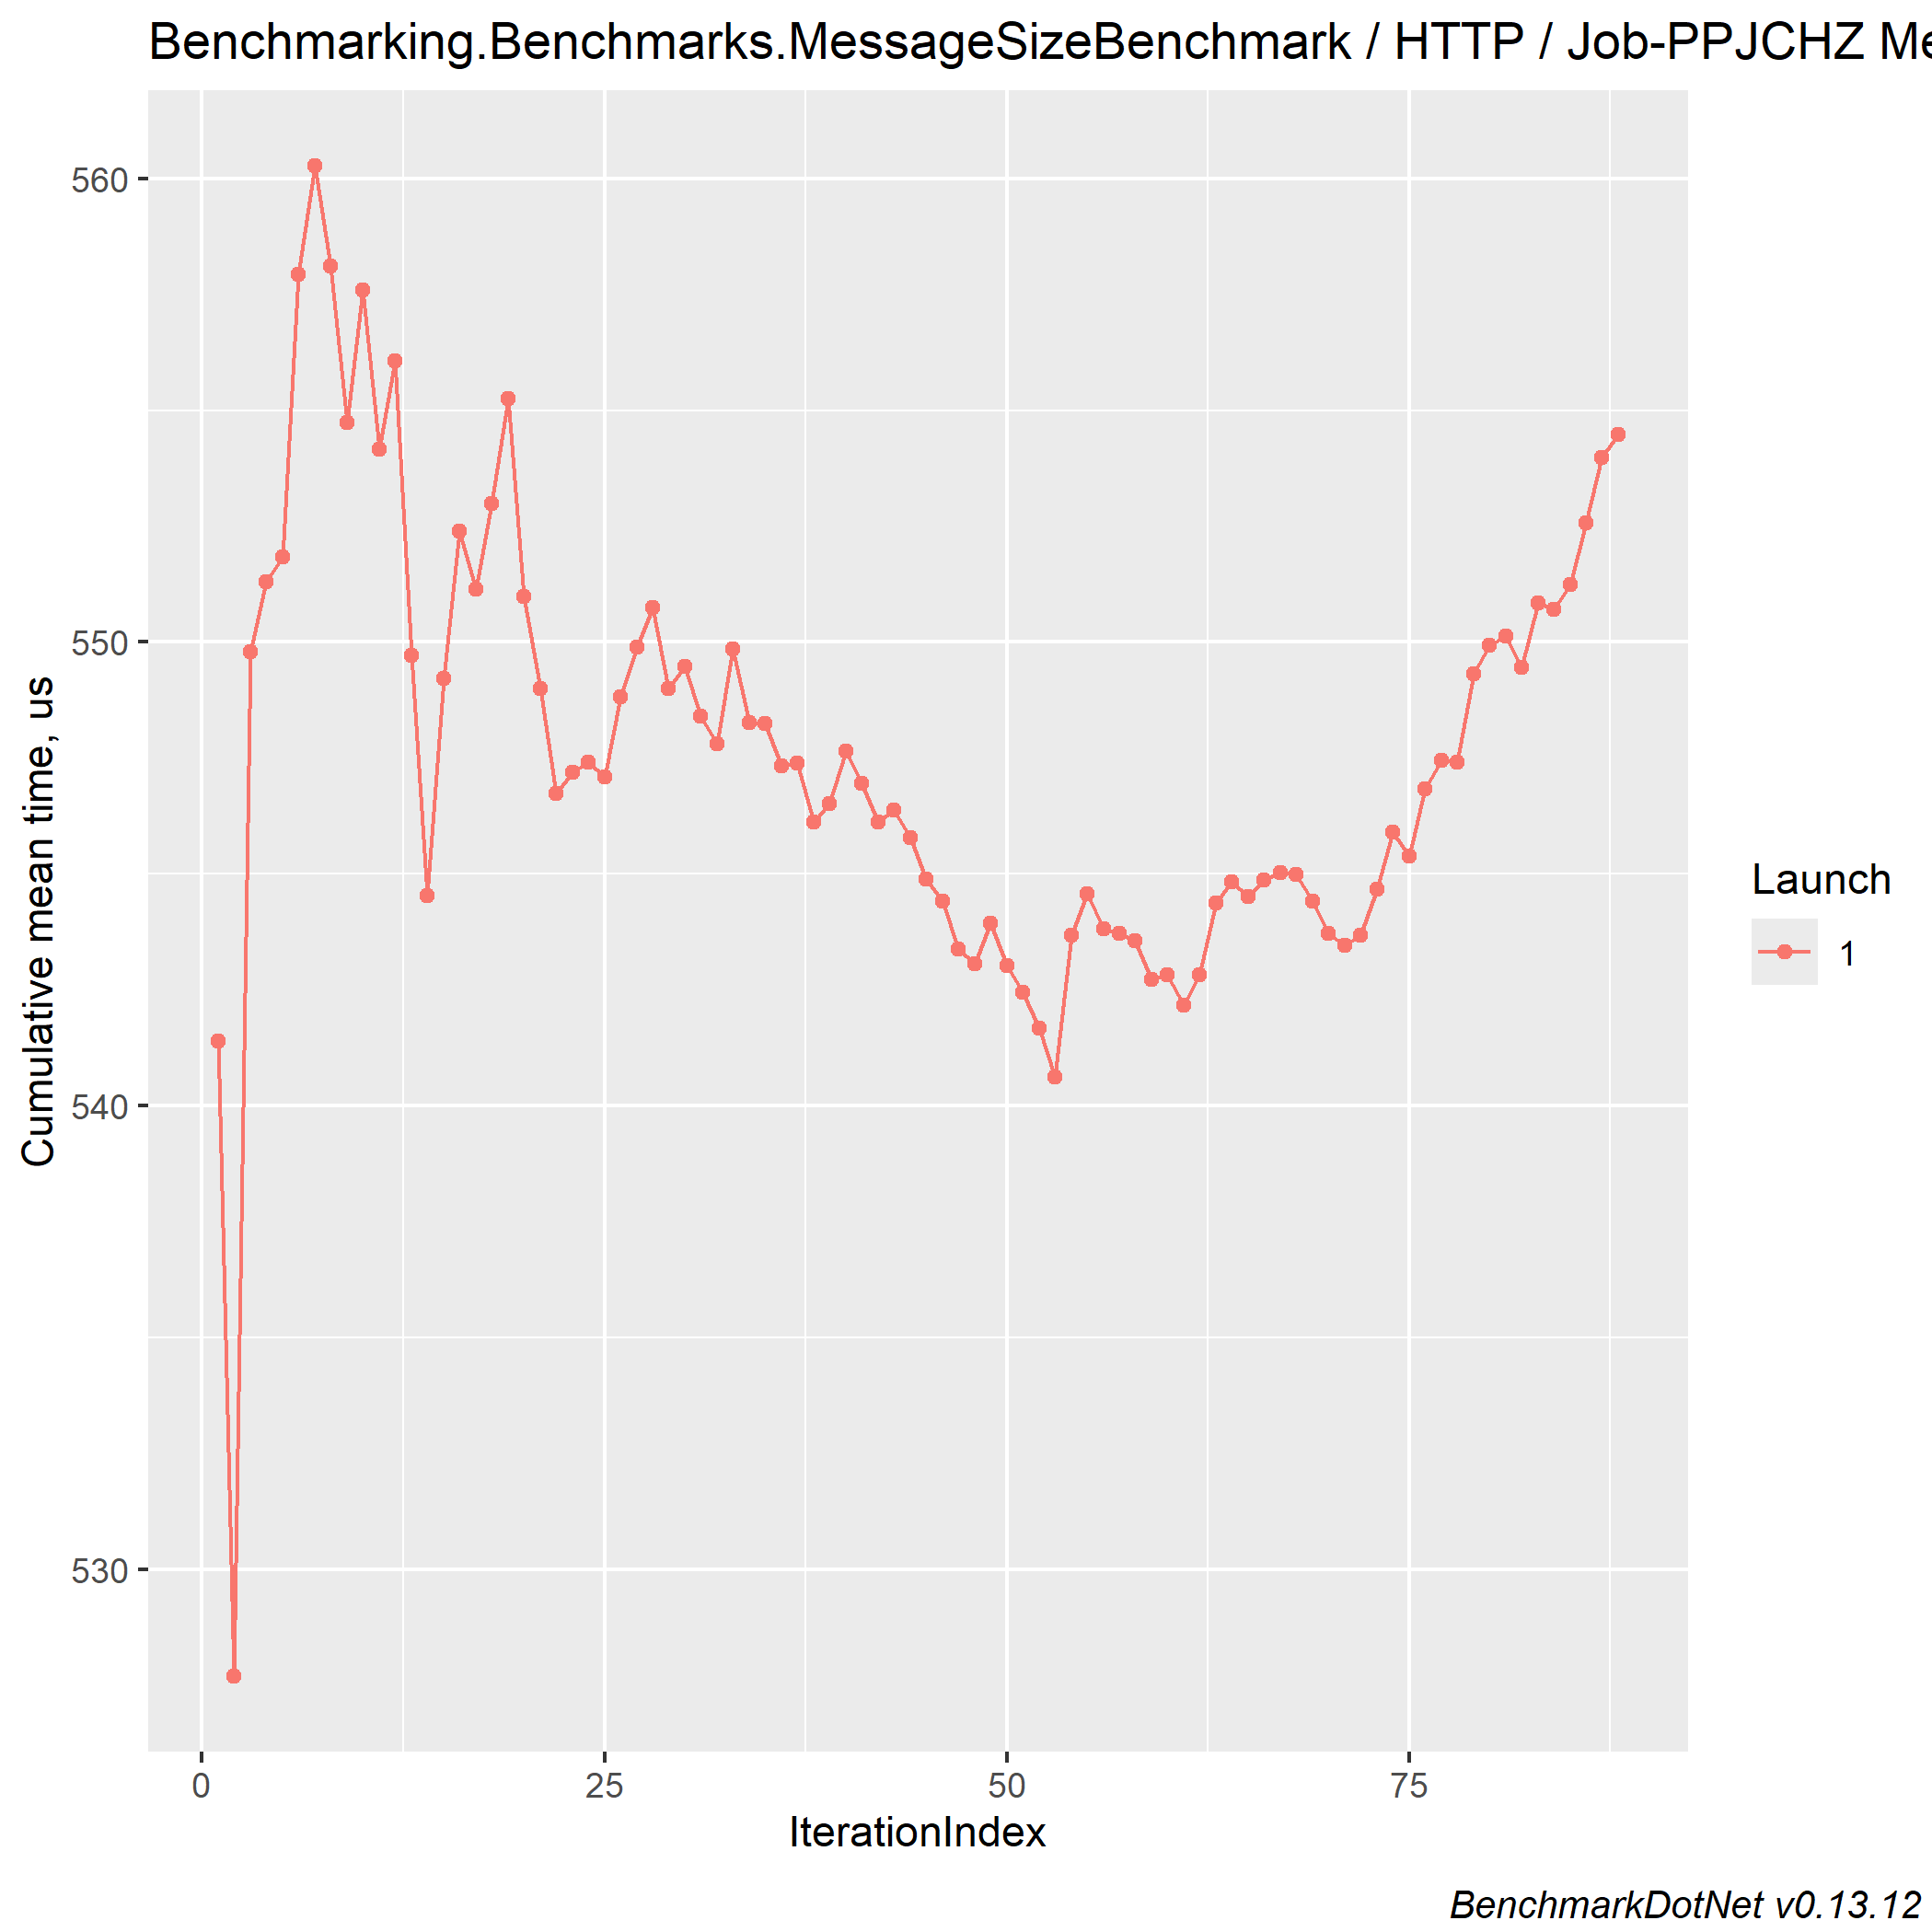 Benchmarking.Benchmarks.MessageSizeBenchmark / HTTP / Job-PPJCHZ
560
550
540
530
Cumulative mean time, us
0 25 50 75
IterationIndex
Launch
1
BenchmarkDotNet v0.13.12